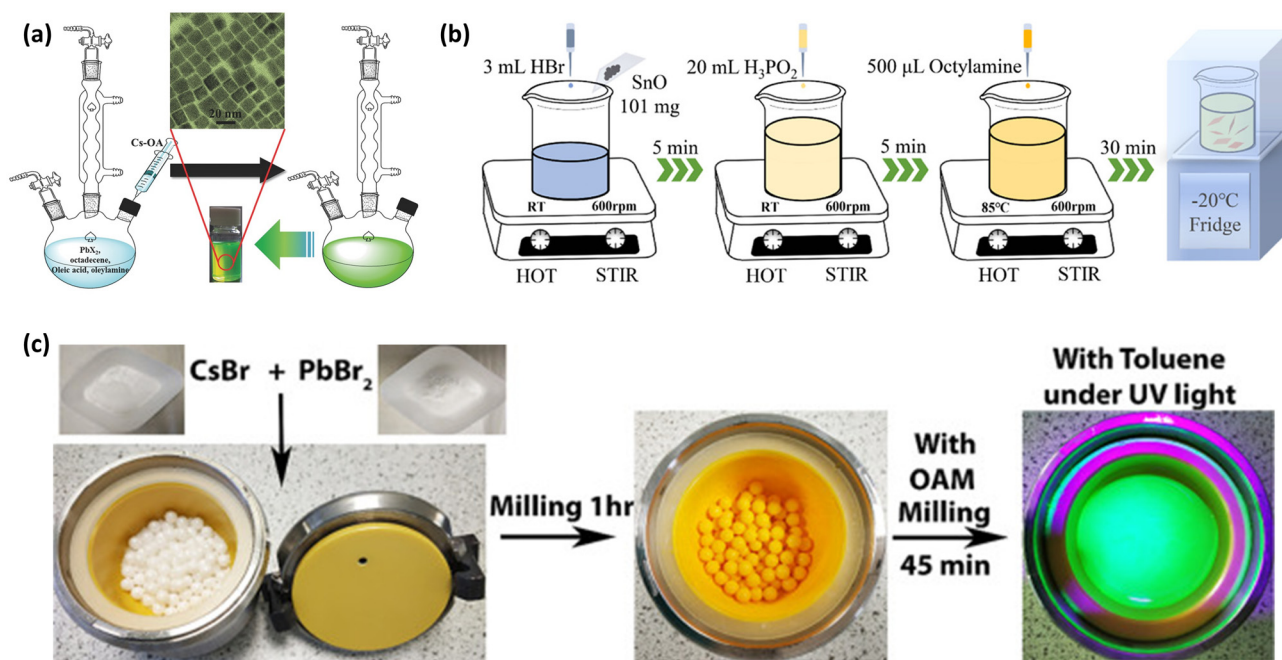 (a)
Cs-OA
20 nm
PbX₂,
octadecene,
Oleic acid, oleylamine
(b)
3 mL HBr
SnO
101 mg
RT
600rpm
HOT
STIR
5 min
20 mL H₃PO₂
RT
600rpm
HOT
STIR
5 min
500 μL Octylamine
85℃
600rpm
HOT
STIR
30 min
-20℃
Fridge
(c)
CsBr + PbBr₂
Milling 1hr
With
OAM
Milling
45 min
With Toluene
under UV light